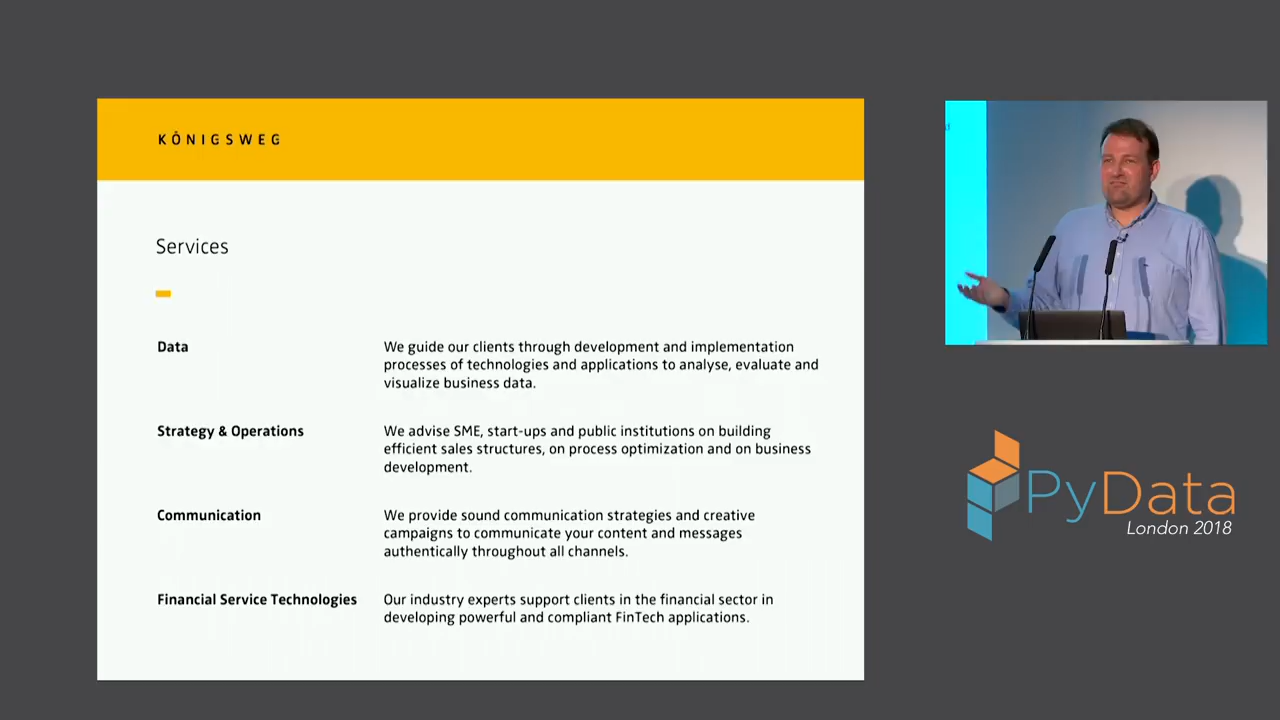 KÖNIGSWEG
Services
Data
We guide our clients through development and implementation
processes of technologies and applications to analyse, evaluate and
visualize business data.
Strategy & Operations
We advise SME, start-ups and public institutions on building
efficient sales structures, on process optimization and on business
development.
Communication
We provide sound communication strategies and creative
campaigns to communicate your content and messages
authentically throughout all channels.
Financial Service Technologies
Our industry experts support clients in the financial sector in
developing powerful and compliant FinTech applications.
PyData
London 2018